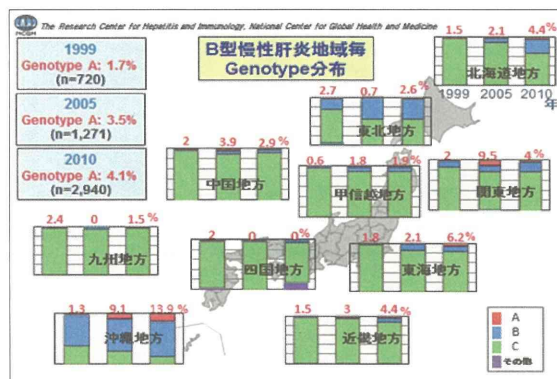 NCGM
The Research Center for Hepatitis and Immunology, National Center for Global Health and Medicine
1999
Genotype A: 1.7%
(n=720)
2005
Genotype A: 3.5%
(n=1,271)
2010
Genotype A: 4.1%
(n=2,940)
B型慢性肝炎地域毎
Genotype分布
1.5 2.1 4.4%
北海道地方
1999 2005 2010
年
2.7 0.7 2.6%
東北地方
2 3.9 2.9%
中国地方
0.6 1.8 1.9%
甲信越地方
2 9.5 4%
関東地方
2.4 0 1.5%
九州地方
2 0 0%
四国地方
1.8 2.1 6.2%
東海地方
1.3 9.1 13.9%
沖縄地方
1.5 3 4.4%
近畿地方
A
B
C
その他